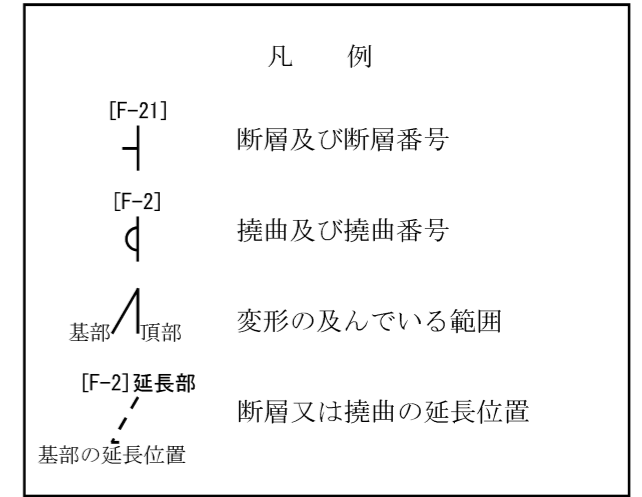 凡　　例
[F-21]
断層及び断層番号
[F-2]
撓曲及び撓曲番号
基部 頂部
変形の及んでいる範囲
[F-2]延長部
断層又は撓曲の延長位置
基部の延長位置